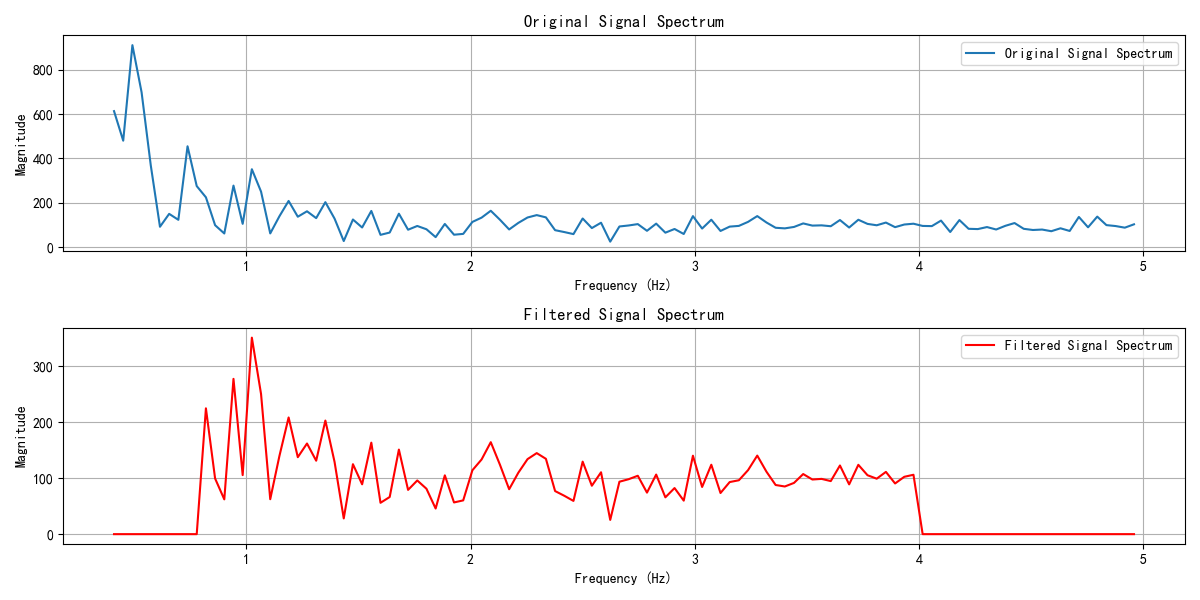 Original Signal Spectrum
Original Signal Spectrum
Magnitude
800
600
400
200
0
1
2
3
4
5
Frequency (Hz)
Filtered Signal Spectrum
Filtered Signal Spectrum
Magnitude
300
200
100
0
1
2
3
4
5
Frequency (Hz)